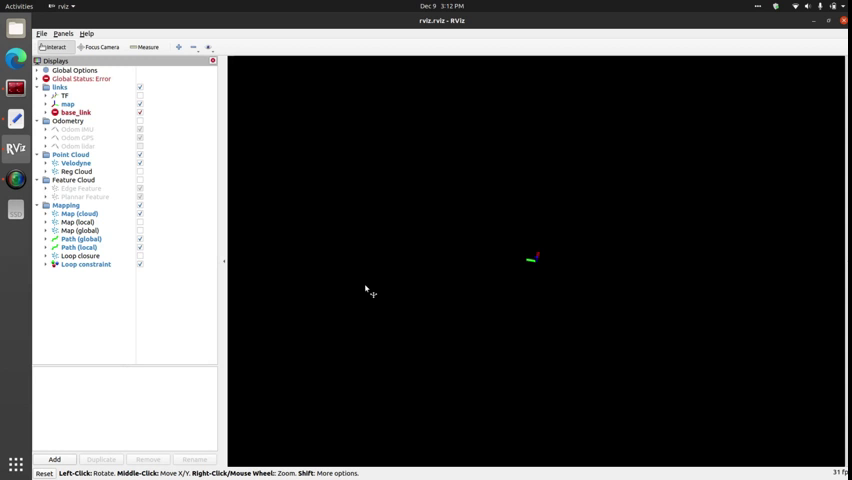 Activities rviz Dec 9 3:12 PM
rviz.rviz - RViz
File Panels Help
Interact Focus Camera Measure
Displays
Global Options
Global Status: Error
links
TF
map
base_link
Odometry
Odom IMU
Odom GPS
Odom lidar
Point Cloud
Velodyne
Reg Cloud
Feature Cloud
Edge Feature
Plannar Feature
Mapping
Map (cloud)
Map (local)
Map (global)
Path (global)
Path (local)
Loop closure
Loop constraint
RViz
SSD
Add Duplicate Remove Rename
Reset Left-Click: Rotate. Middle-Click: Move X/Y. Right-Click/Mouse Wheel:: Zoom. Shift: More options. 31 fp